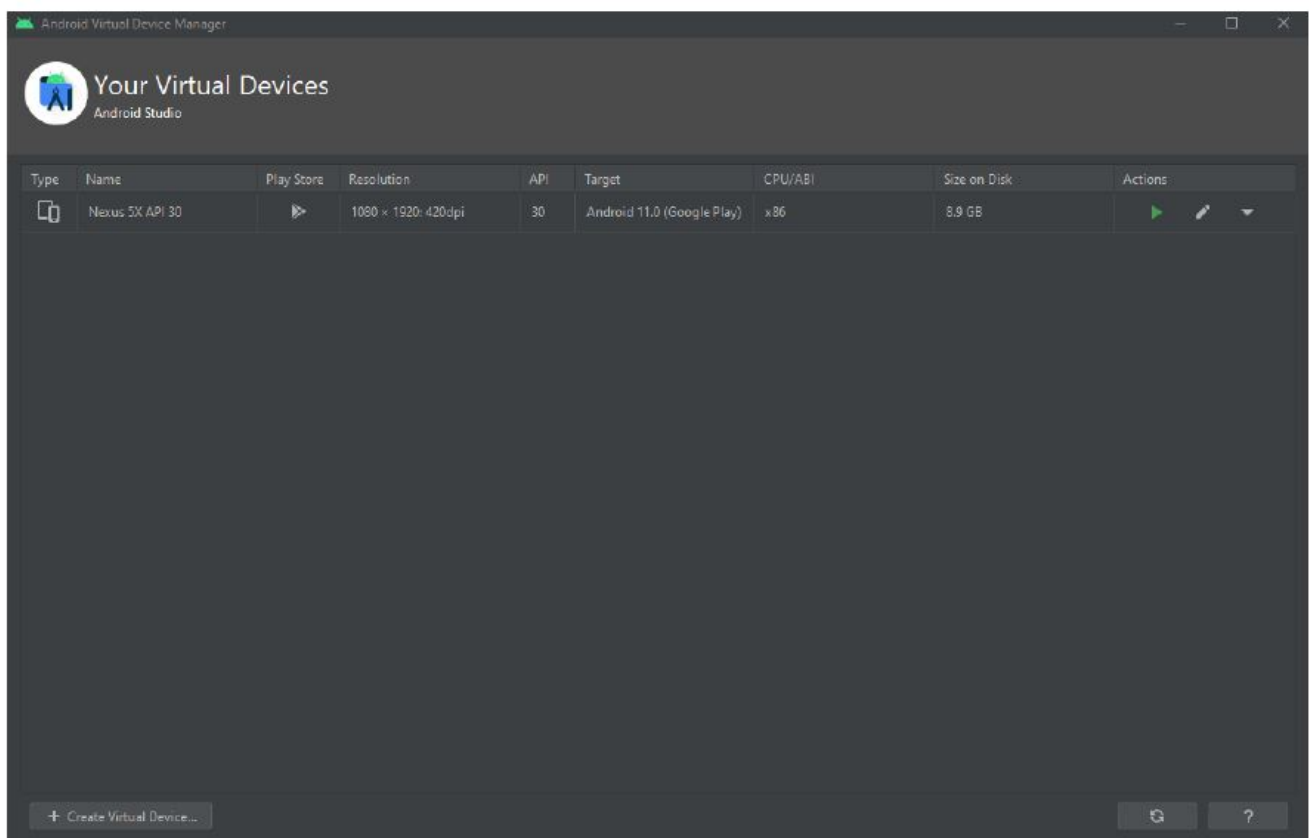 Android Virtual Device Manager
Your Virtual Devices
Android Studio
Type Name Play Store Resolution API Target CPU/ABI Size on Disk Actions
Nexus 5X API 30 1080 × 1920: 420dpi 30 Android 11.0 (Google Play) x86 8.9 GB
+ Create Virtual Device... ?